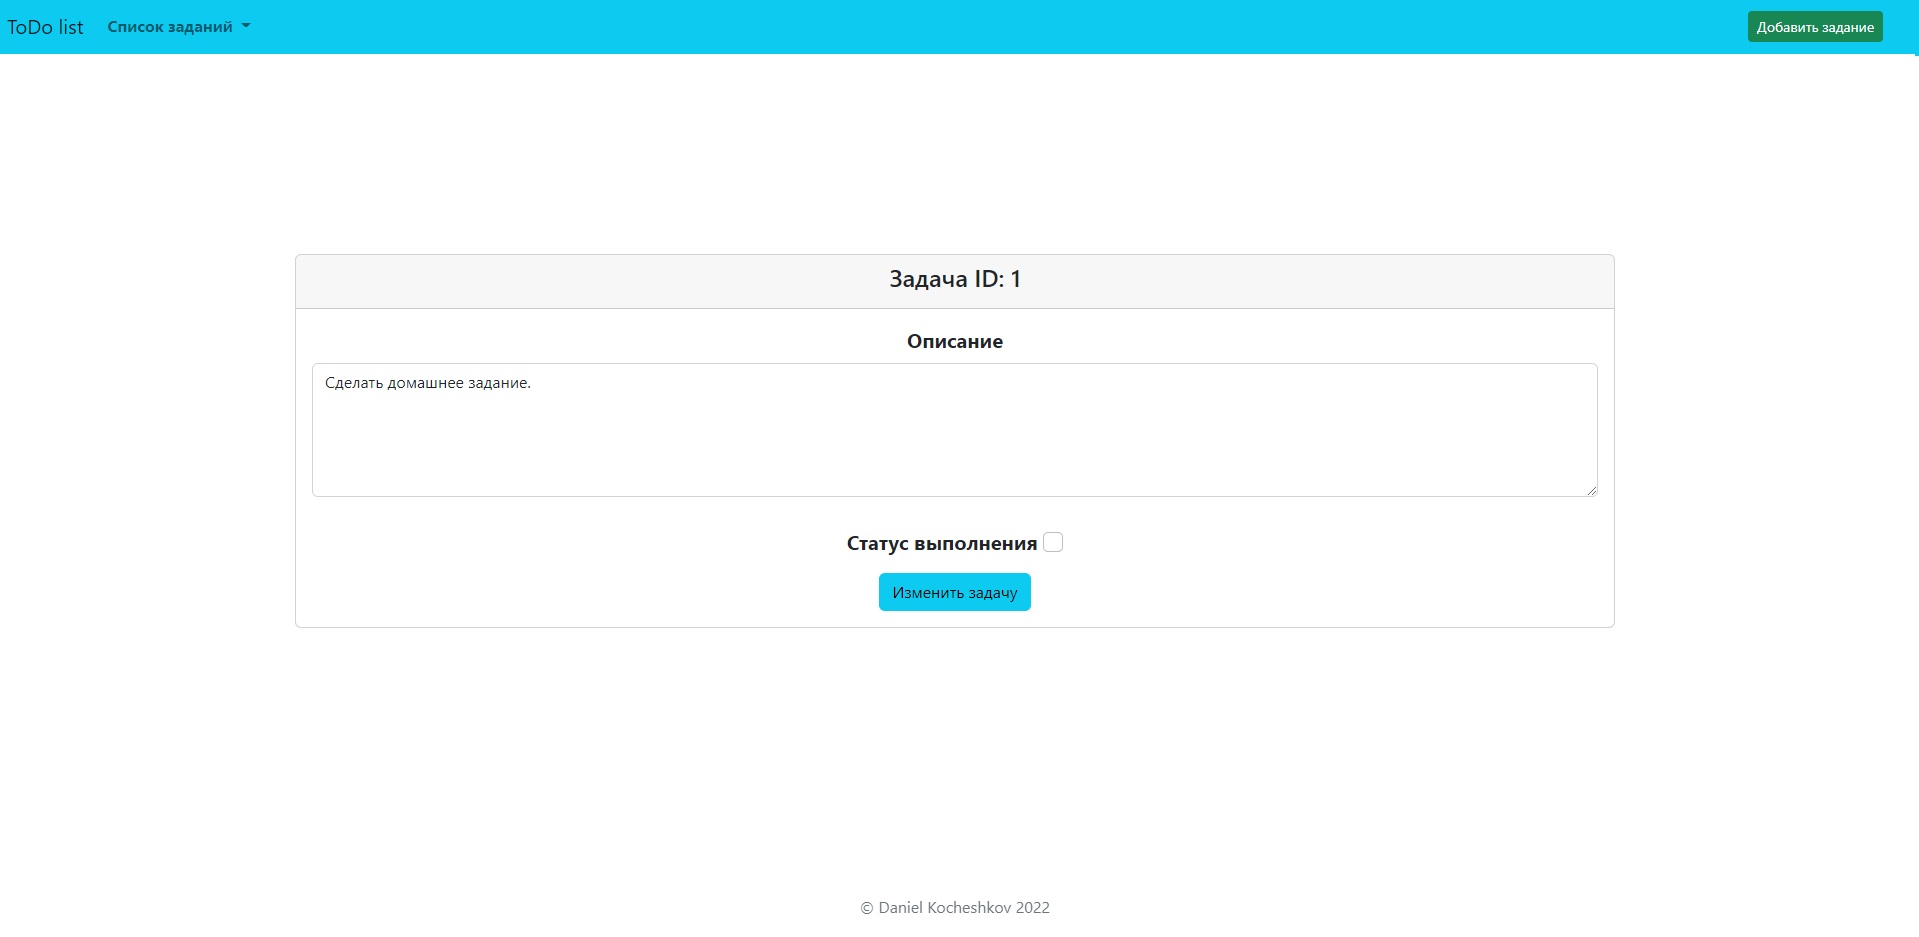 ToDo list Список заданий Добавить задание
Задача ID: 1
Описание
Сделать домашнее задание.
Статус выполнения
Изменить задачу
© Daniel Kocheshkov 2022